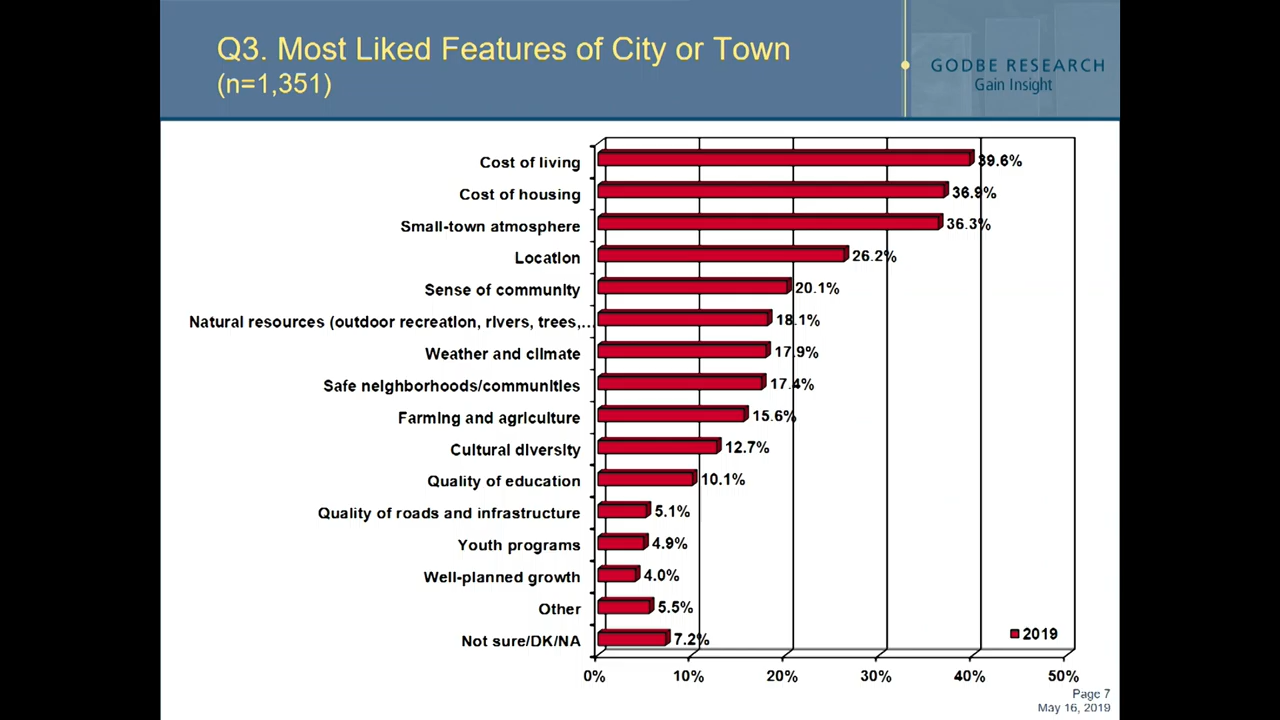 Q3. Most Liked Features of City or Town
(n=1,351)
GODBE RESEARCH
Gain Insight
Cost of living 39.6%
Cost of housing 36.9%
Small-town atmosphere 36.3%
Location 26.2%
Sense of community 20.1%
Natural resources (outdoor recreation, rivers, trees,... 18.1%
Weather and climate 17.9%
Safe neighborhoods/communities 17.4%
Farming and agriculture 15.6%
Cultural diversity 12.7%
Quality of education 10.1%
Quality of roads and infrastructure 5.1%
Youth programs 4.9%
Well-planned growth 4.0%
Other 5.5%
Not sure/DK/NA 7.2%
2019
0% 10% 20% 30% 40% 50%
Page 7
May 16, 2019